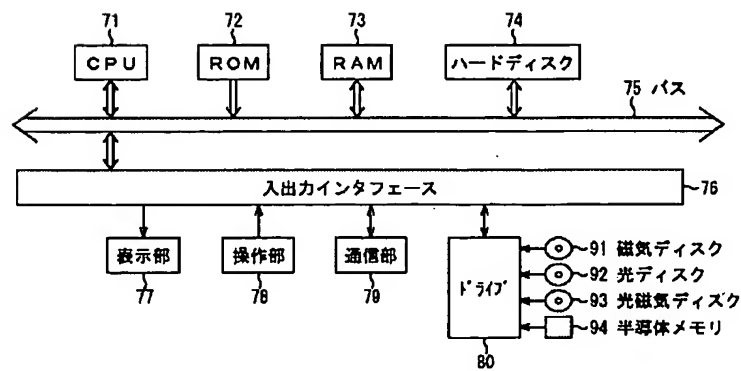 71
72
73
74
CPU
ROM
RAM
ハードディスク
75 バス
入出力インタフェース
76
表示部
操作部
通信部
ドライブ
91 磁気ディスク
92 光ディスク
93 光磁気ディスク
94 半導体メモリ
77
78
79
80